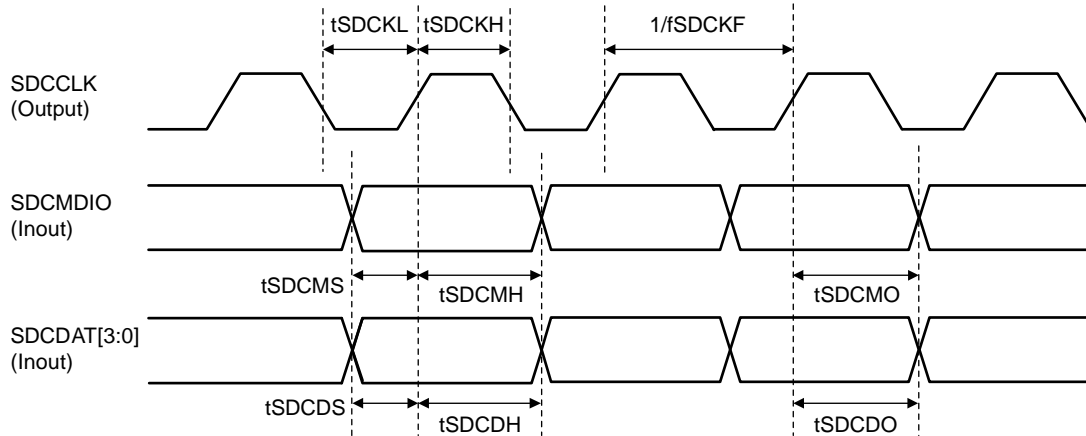 tSDCKL
tSDCKH
1/fSDCKF
SDCCLK
(Output)
SDCMDIO
(Inout)
tSDCMS
tSDCMH
tSDCMO
SDCDAT[3:0]
(Inout)
tSDCDS
tSDCDH
tSDCDO